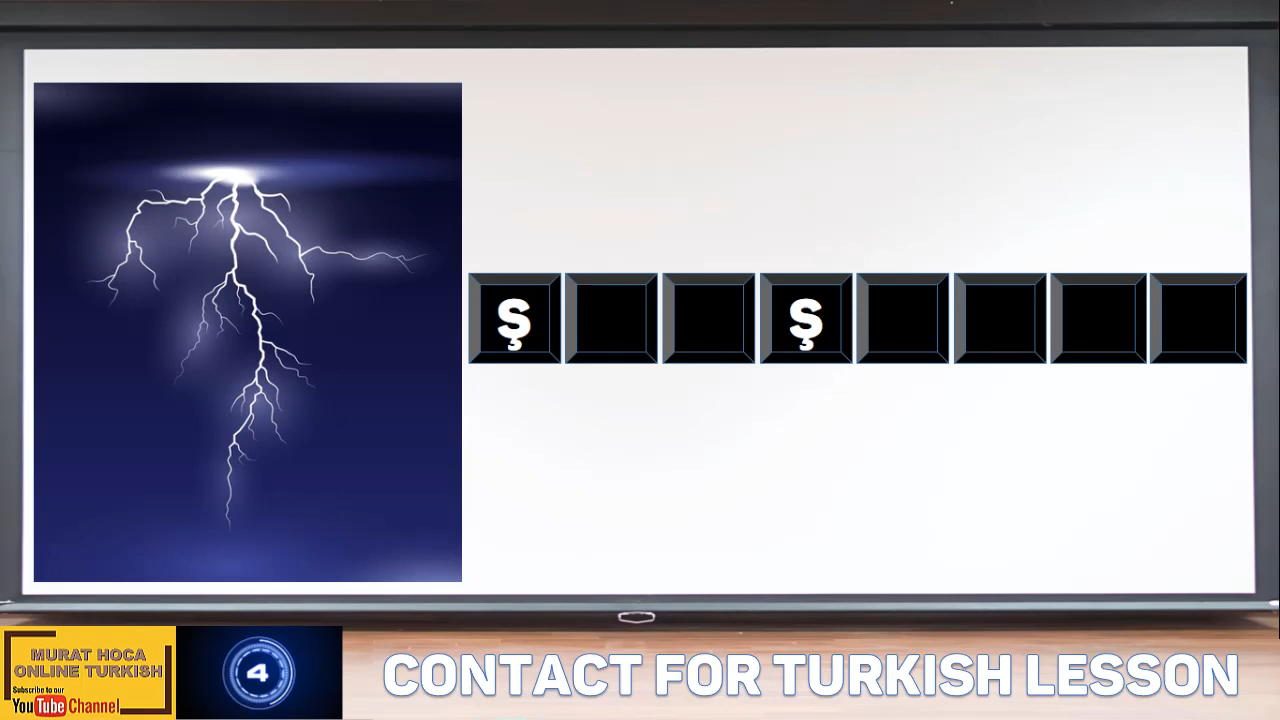 Ş Ş
MURAT HOCA
ONLINE TURKISH
Subscribe to our
YouTube Channel
4
CONTACT FOR TURKISH LESSON